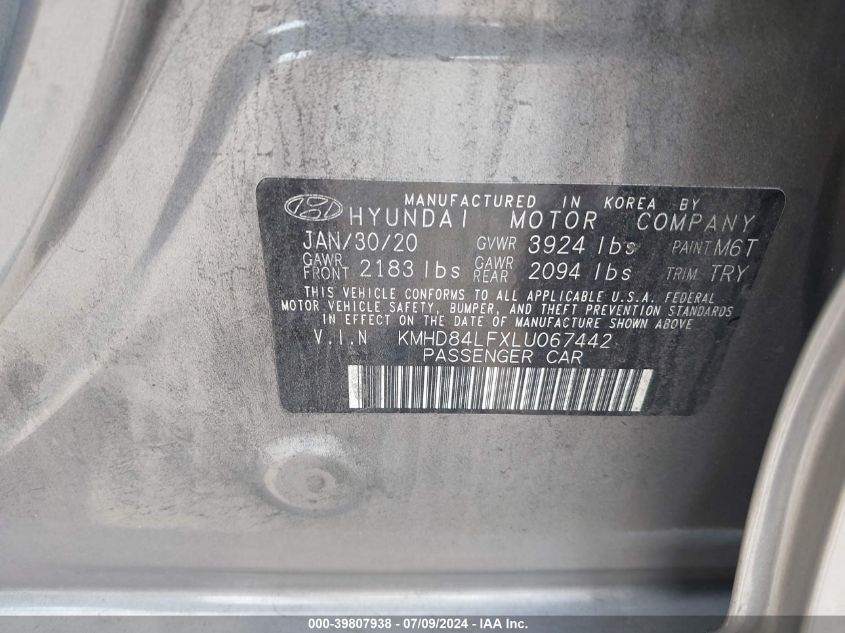 MANUFACTURED IN KOREA BY
HYUNDAI MOTOR COMPANY
JAN/30/20 GVWR 3924 lbs PAINT M6T
GAWR FRONT 2183 lbs GAWR REAR 2094 lbs TRIM TRY
THIS VEHICLE CONFORMS TO ALL APPLICABLE U.S.A. FEDERAL
MOTOR VEHICLE SAFETY, BUMPER, AND THEFT PREVENTION STANDARDS
IN EFFECT ON THE DATE OF MANUFACTURE SHOWN ABOVE
V.I.N KMHD84LFXLU067442
PASSENGER CAR
000-39807938 - 07/09/2024 - IAA Inc.